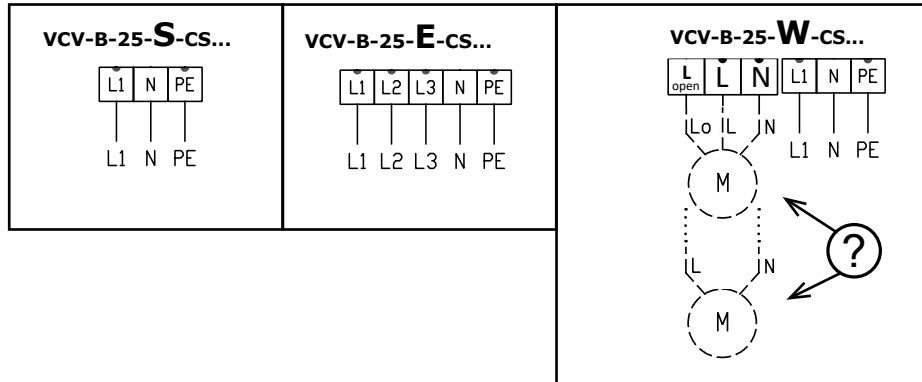 VCV-B-25-S-CS...
L1 N PE
L1 N PE
VCV-B-25-E-CS...
L1 L2 L3 N PE
L1 L2 L3 N PE
VCV-B-25-W-CS...
L open L N L1 N PE
Lo L N
L1 N PE
M
?
L N
M